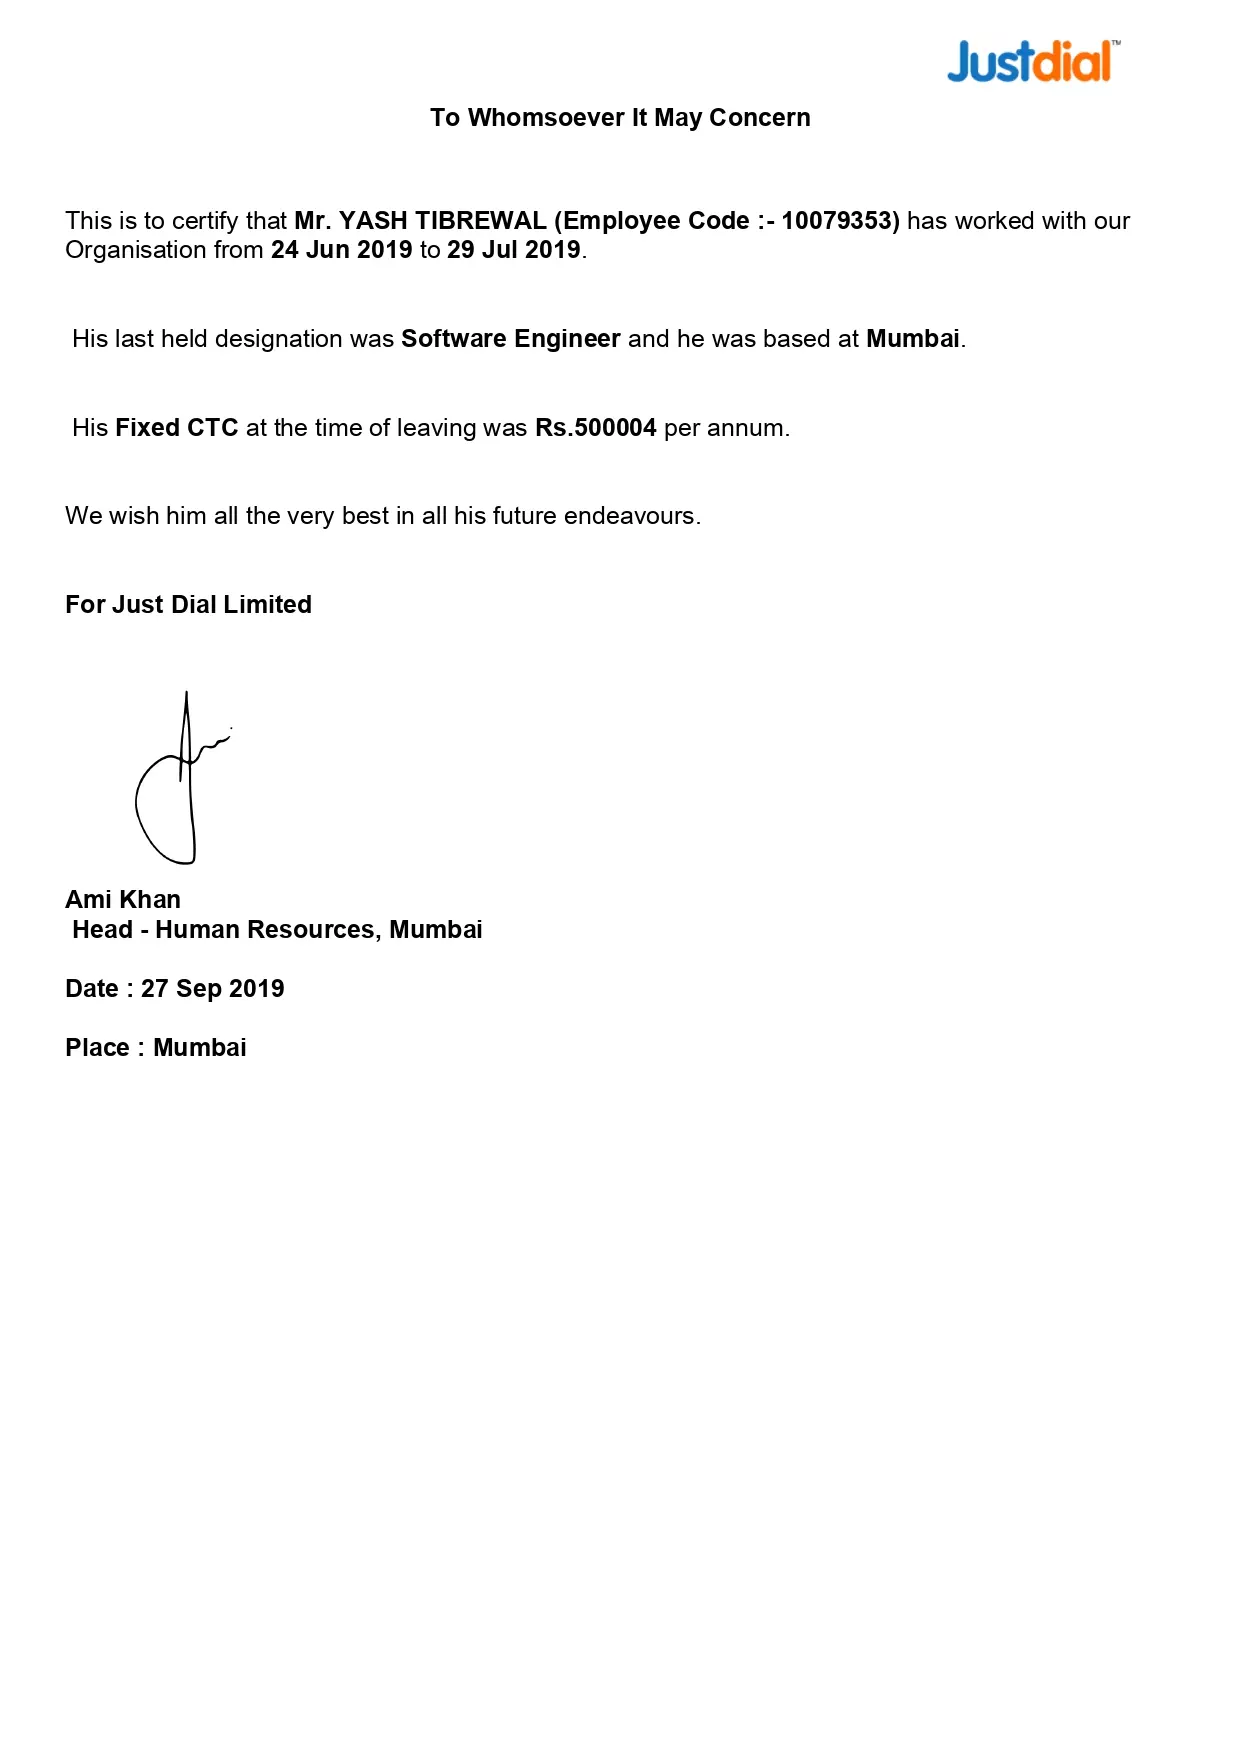 Justdial™
To Whomsoever It May Concern
This is to certify that Mr. YASH TIBREWAL (Employee Code :- 10079353) has worked with our
Organisation from 24 Jun 2019 to 29 Jul 2019.
His last held designation was Software Engineer and he was based at Mumbai.
His Fixed CTC at the time of leaving was Rs.500004 per annum.
We wish him all the very best in all his future endeavours.
For Just Dial Limited
Ami Khan
Head - Human Resources, Mumbai
Date : 27 Sep 2019
Place : Mumbai